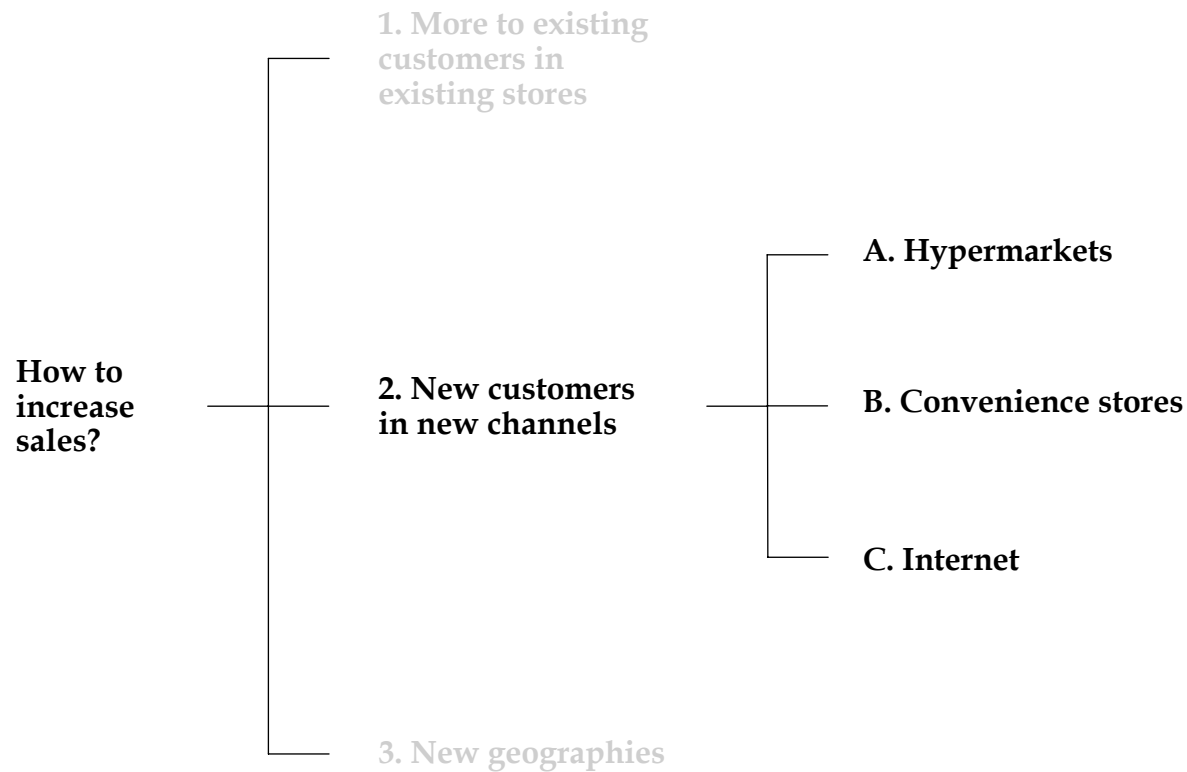 How to
increase
sales?
1. More to existing
customers in
existing stores
2. New customers
in new channels
A. Hypermarkets
B. Convenience stores
C. Internet
3. New geographies